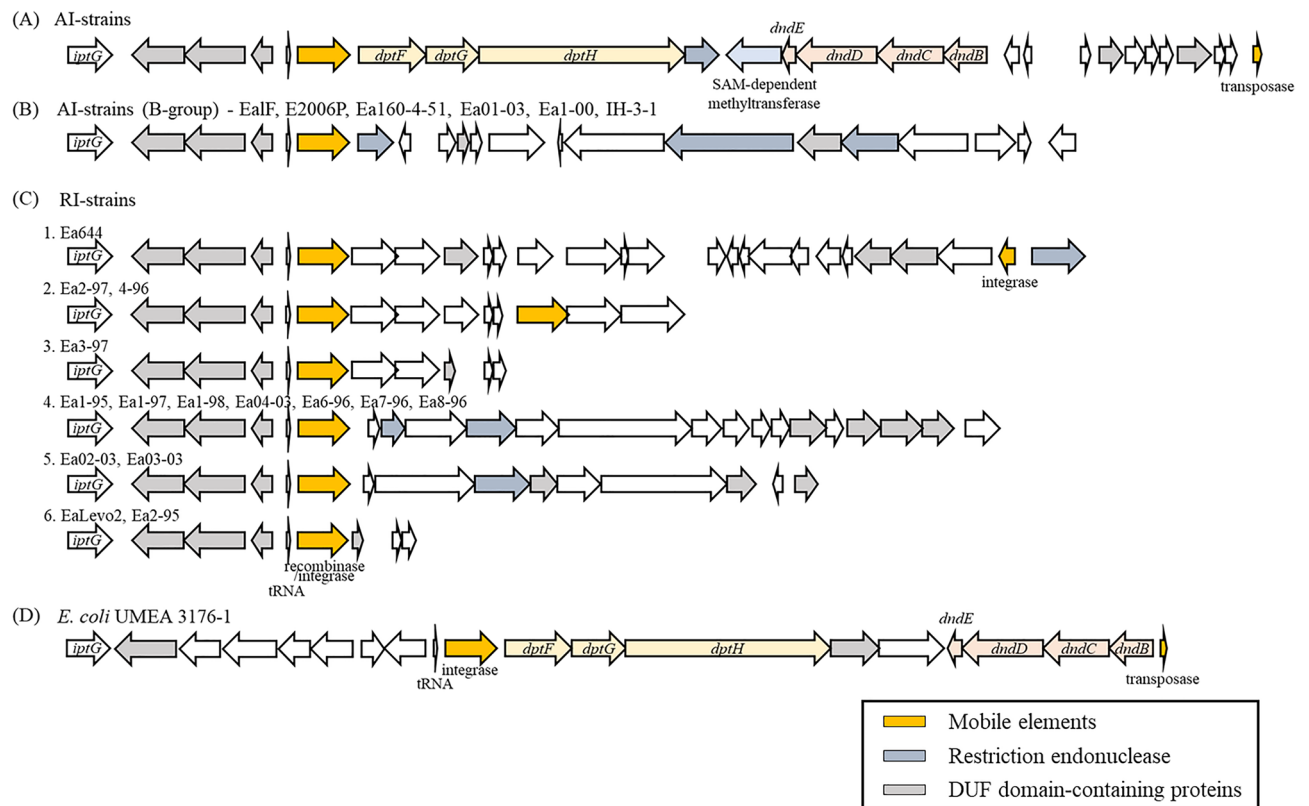 (A) AI-strains
dndE
iptG dptF dptG dptH dndD dndC dndB
SAM-dependent
methyltransferase
transposase
(B) AI-strains (B-group) - EalF, E2006P, Ea160-4-51, Ea01-03, Ea1-00, IH-3-1
iptG
(C) RI-strains
1. Ea644
iptG
integrase
2. Ea2-97, 4-96
iptG
3. Ea3-97
iptG
4. Ea1-95, Ea1-97, Ea1-98, Ea04-03, Ea6-96, Ea7-96, Ea8-96
iptG
5. Ea02-03, Ea03-03
iptG
6. EaLevo2, Ea2-95
iptG
recombinase
/integrase
tRNA
(D) E. coli UMEA 3176-1
dndE
iptG dptF dptG dptH dndD dndC dndB
integrase
tRNA
transposase
Mobile elements
Restriction endonuclease
DUF domain-containing proteins